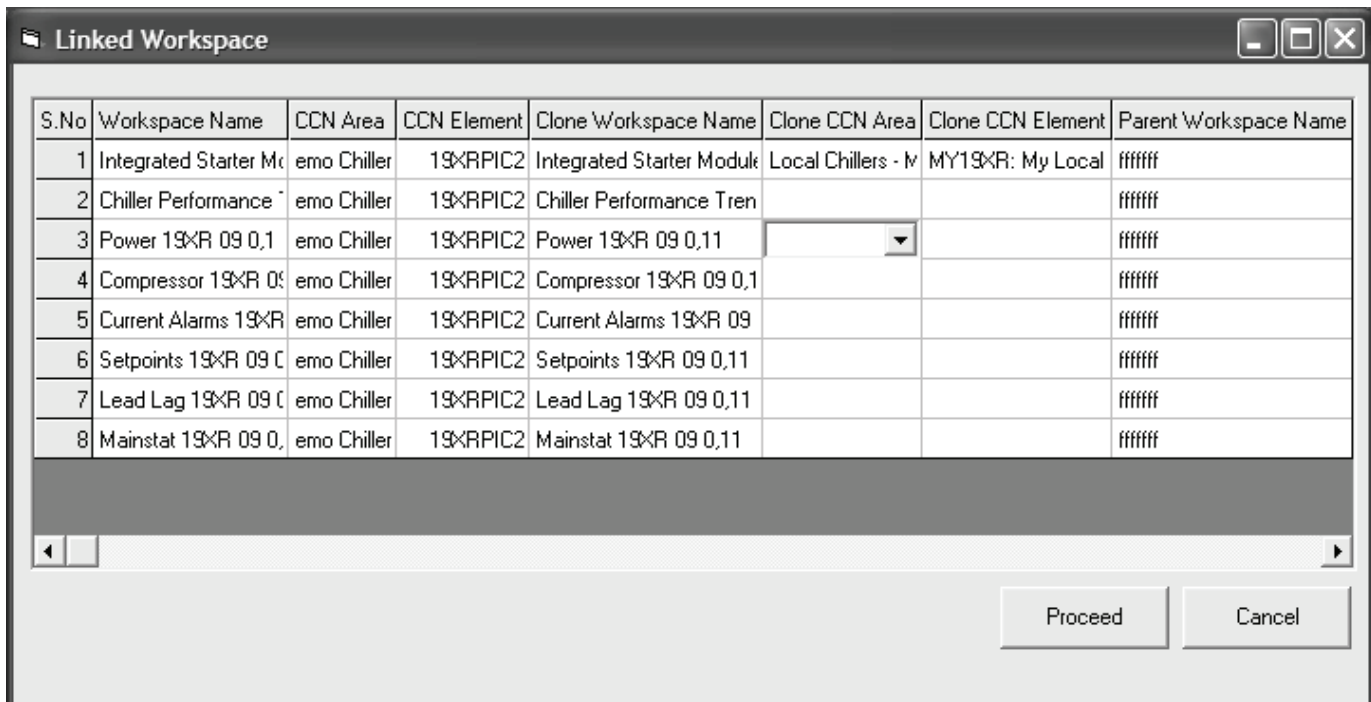 Linked Workspace
S.No Workspace Name CCN Area CCN Element Clone Workspace Name Clone CCN Area Clone CCN Element Parent Workspace Name
1 Integrated Starter Mo emo Chiller 19XRPIC2 Integrated Starter Module Local Chillers - M MY19XR: My Local fffffff
2 Chiller Performance emo Chiller 19XRPIC2 Chiller Performance Tren fffffff
3 Power 19XR 09 0,1 emo Chiller 19XRPIC2 Power 19XR 09 0,11 fffffff
4 Compressor 19XR 09 emo Chiller 19XRPIC2 Compressor 19XR 09 0,1 fffffff
5 Current Alarms 19XR emo Chiller 19XRPIC2 Current Alarms 19XR 09 fffffff
6 Setpoints 19XR 09 0 emo Chiller 19XRPIC2 Setpoints 19XR 09 0,11 fffffff
7 Lead Lag 19XR 09 0 emo Chiller 19XRPIC2 Lead Lag 19XR 09 0,11 fffffff
8 Mainstat 19XR 09 0, emo Chiller 19XRPIC2 Mainstat 19XR 09 0,11 fffffff
Proceed Cancel